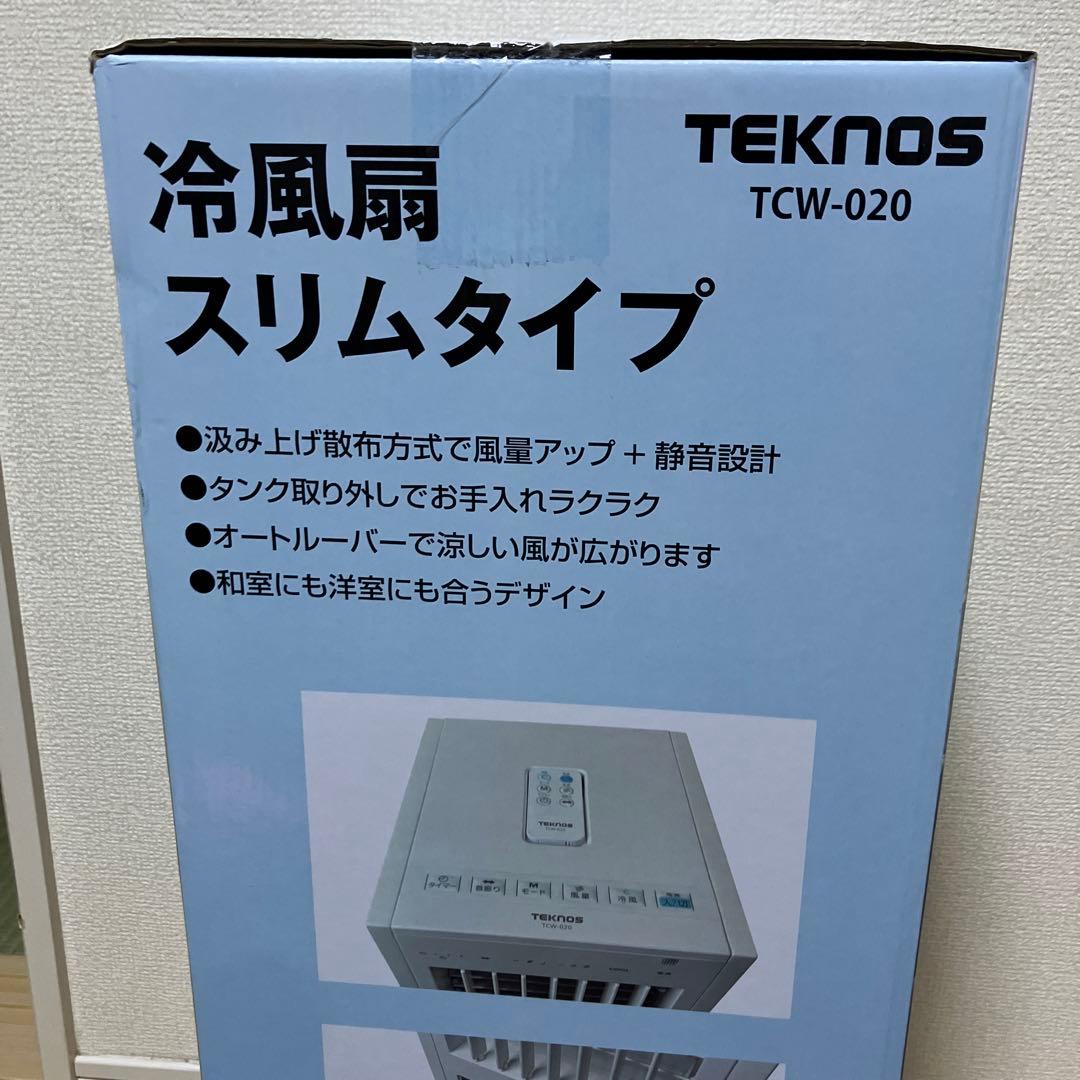 冷風扇
スリムタイプ
TEKNOS
TCW-020
●汲み上げ散布方式で風量アップ + 静音設計
●タンク取り外しでお手入れラクラク
●オートルーバーで涼しい風が広がります
●和室にも洋室にも合うデザイン
M
TEKNOS
TCW-020
タイマー
首振り
M
モード
風量
冷風
入/切
TEKNOS
TCW-020
COOL